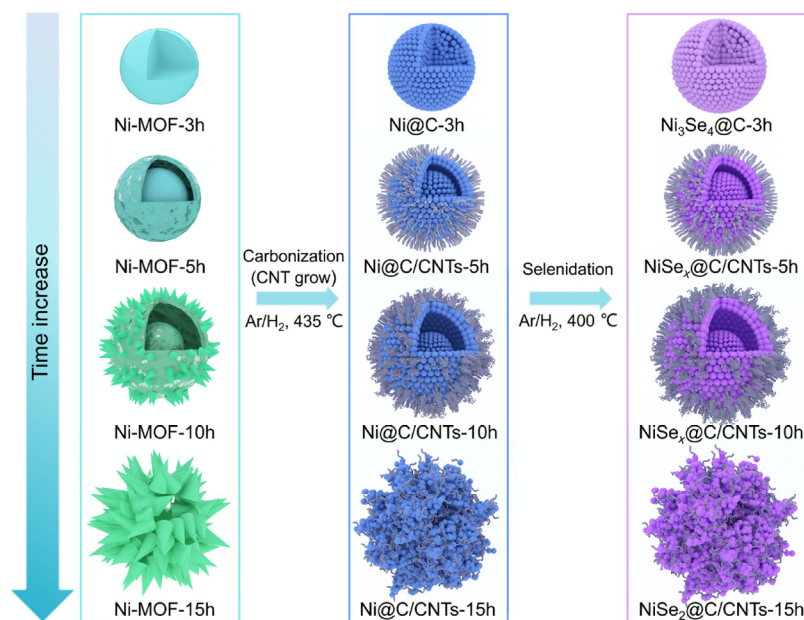 Time increase
Ni-MOF-3h
Ni@C-3h
Ni₃Se₄@C-3h
Ni-MOF-5h
Carbonization
(CNT grow)
Ar/H₂, 435 ℃
Ni@C/CNTs-5h
Selenidation
Ar/H₂, 400 ℃
NiSeₓ@C/CNTs-5h
Ni-MOF-10h
Ni@C/CNTs-10h
NiSeₓ@C/CNTs-10h
Ni-MOF-15h
Ni@C/CNTs-15h
NiSe₂@C/CNTs-15h